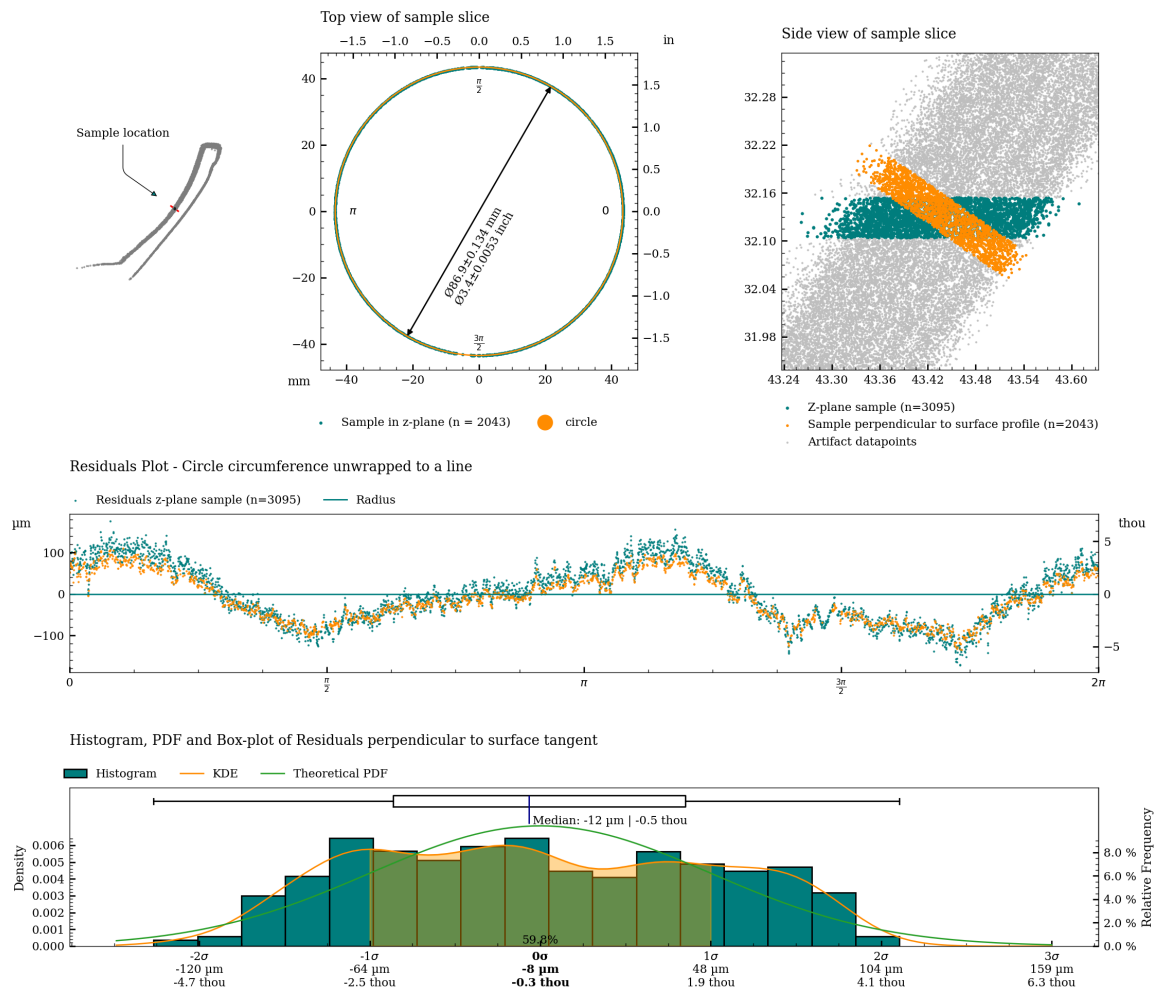 Top view of sample slice
−1.5 −1.0 −0.5 0.0 0.5 1.0 1.5 in
Side view of sample slice
Sample location
40
20
0
−20
−40
mm
−40 −20 0 20 40
1.5
1.0
0.5
0.0
−0.5
−1.0
−1.5
π/2
π
0
3π/2
Ø86.9±0.134 mm
Ø3.4±0.0053 inch
Sample in z-plane (n = 2043) circle
32.28
32.22
32.16
32.10
32.04
31.98
43.24 43.30 43.36 43.42 43.48 43.54 43.60
Z-plane sample (n=3095)
Sample perpendicular to surface profile (n=2043)
Artifact datapoints
Residuals Plot - Circle circumference unwrapped to a line
Residuals z-plane sample (n=3095) Radius
µm
thou
100
0
−100
5
0
−5
0 π/2 π 3π/2 2π
Histogram, PDF and Box-plot of Residuals perpendicular to surface tangent
Histogram KDE Theoretical PDF
Median: -12 µm | -0.5 thou
Density
0.006
0.005
0.004
0.003
0.002
0.001
0.000
8.0 %
6.0 %
4.0 %
2.0 %
0.0 %
Relative Frequency
59.8%
-2σ -1σ 0σ 1σ 2σ 3σ
-120 µm -64 µm -8 µm 48 µm 104 µm 159 µm
-4.7 thou -2.5 thou -0.3 thou 1.9 thou 4.1 thou 6.3 thou